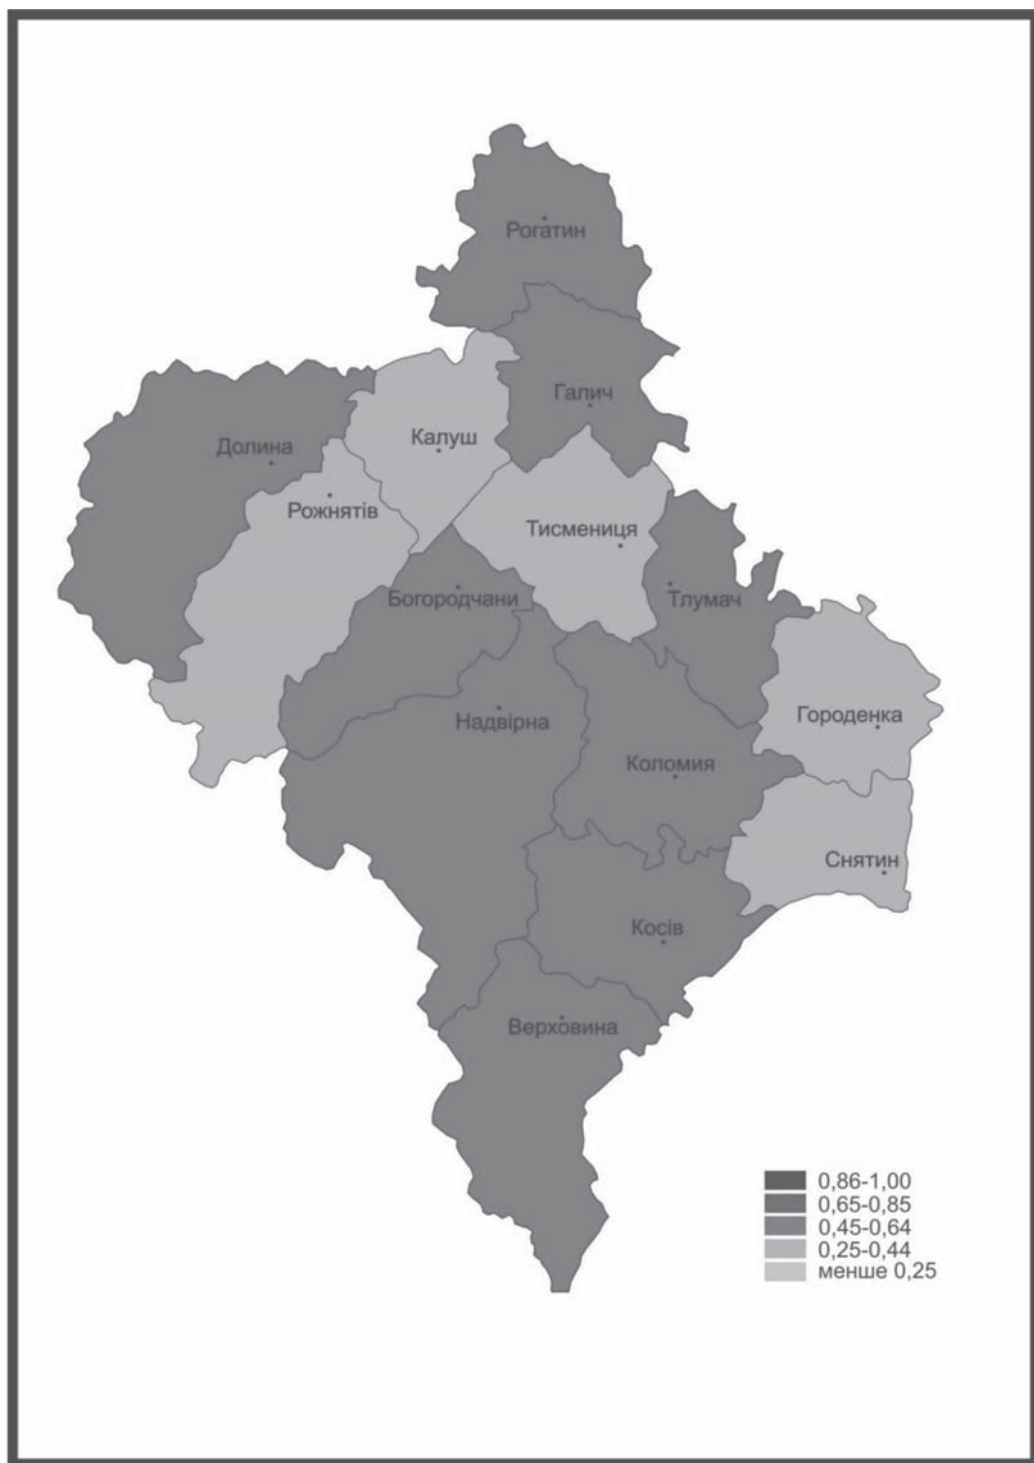 Рогатин
Галич
Калуш
Долина
Рожнятів
Тисмениця
Богородчани
Тлумач
Надвірна
Городенка
Коломия
Снятин
Косів
Верховина
0,86-1,00
0,65-0,85
0,45-0,64
0,25-0,44
менше 0,25